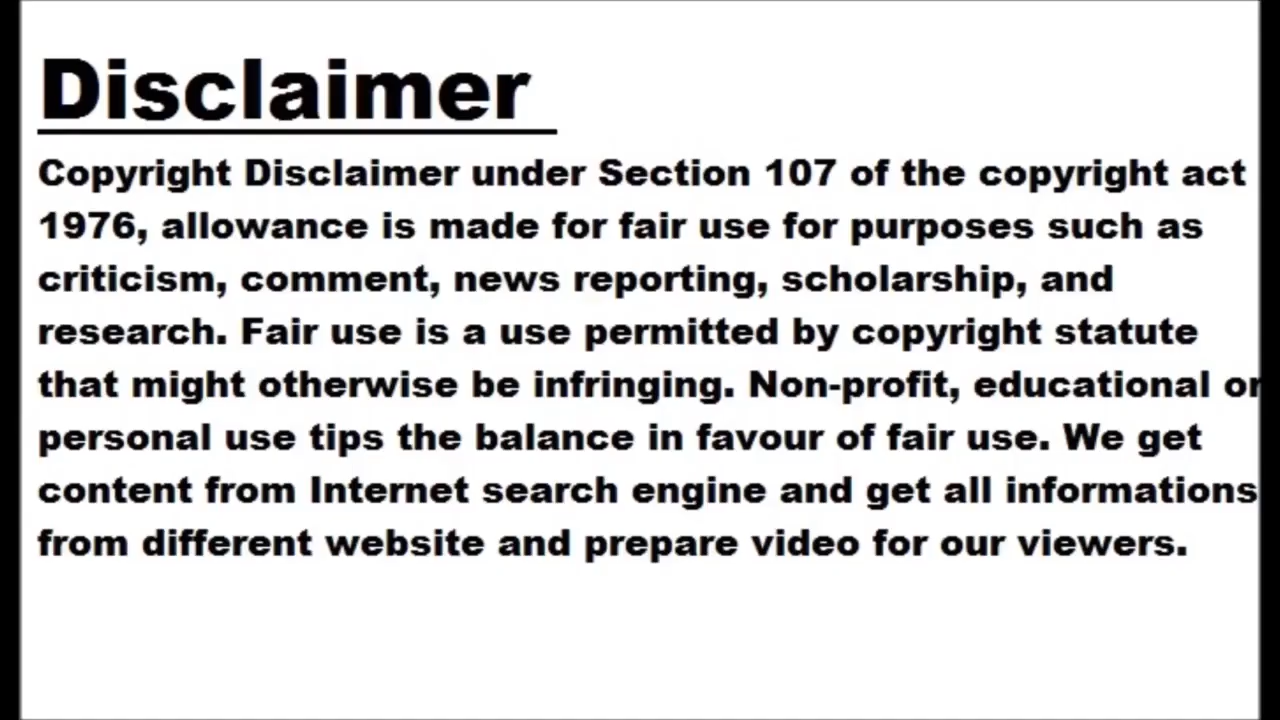 Disclaimer
Copyright Disclaimer under Section 107 of the copyright act
1976, allowance is made for fair use for purposes such as
criticism, comment, news reporting, scholarship, and
research. Fair use is a use permitted by copyright statute
that might otherwise be infringing. Non-profit, educational or
personal use tips the balance in favour of fair use. We get
content from Internet search engine and get all informations
from different website and prepare video for our viewers.